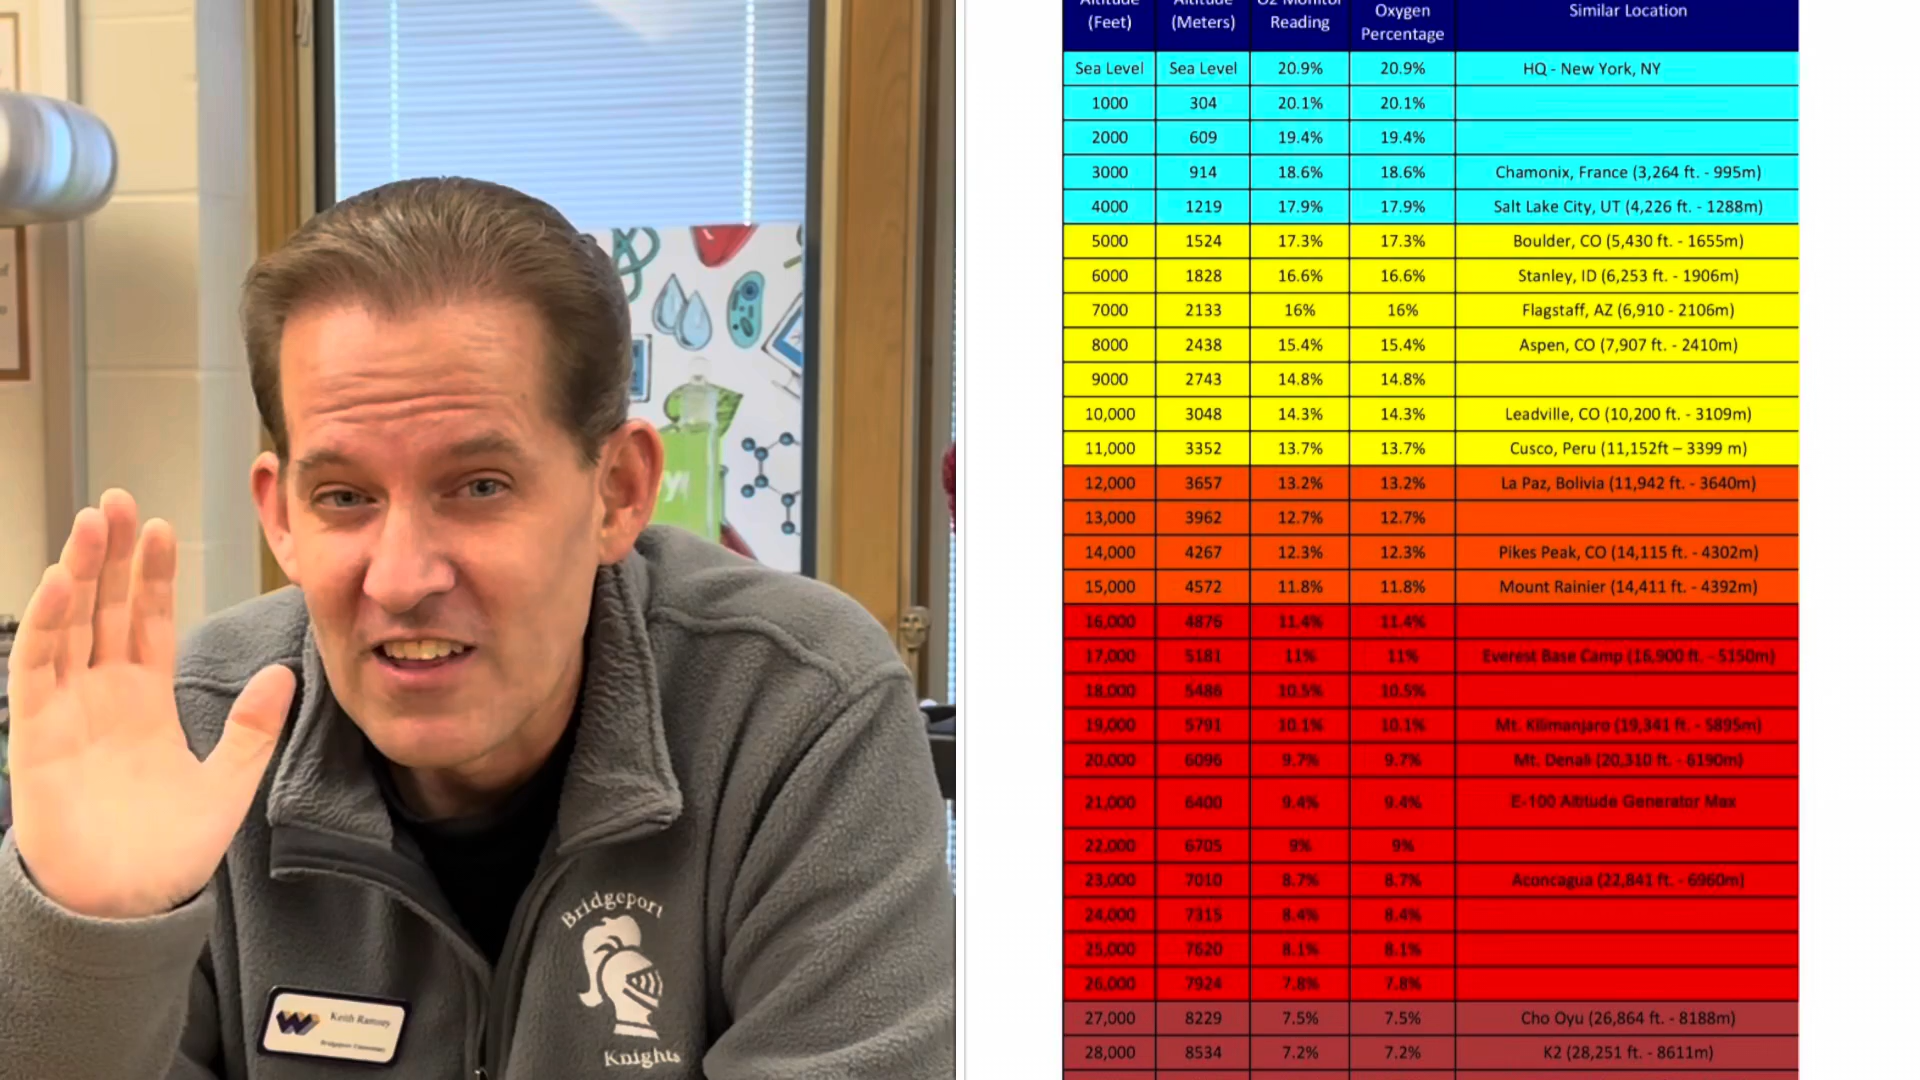 of
Bridgeport
Knights
Keith Ramsey
Bridgeport Elementary
Altitude (Feet) Altitude (Meters) O2 Monitor Reading Oxygen Percentage Similar Location
Sea Level Sea Level 20.9% 20.9% HQ - New York, NY
1000 304 20.1% 20.1%
2000 609 19.4% 19.4%
3000 914 18.6% 18.6% Chamonix, France (3,264 ft. - 995m)
4000 1219 17.9% 17.9% Salt Lake City, UT (4,226 ft. - 1288m)
5000 1524 17.3% 17.3% Boulder, CO (5,430 ft. - 1655m)
6000 1828 16.6% 16.6% Stanley, ID (6,253 ft. - 1906m)
7000 2133 16% 16% Flagstaff, AZ (6,910 - 2106m)
8000 2438 15.4% 15.4% Aspen, CO (7,907 ft. - 2410m)
9000 2743 14.8% 14.8%
10,000 3048 14.3% 14.3% Leadville, CO (10,200 ft. - 3109m)
11,000 3352 13.7% 13.7% Cusco, Peru (11,152ft – 3399 m)
12,000 3657 13.2% 13.2% La Paz, Bolivia (11,942 ft. - 3640m)
13,000 3962 12.7% 12.7%
14,000 4267 12.3% 12.3% Pikes Peak, CO (14,115 ft. - 4302m)
15,000 4572 11.8% 11.8% Mount Rainier (14,411 ft. - 4392m)
16,000 4876 11.4% 11.4%
17,000 5181 11% 11% Everest Base Camp (16,900 ft. - 5150m)
18,000 5486 10.5% 10.5%
19,000 5791 10.1% 10.1% Mt. Kilimanjaro (19,341 ft. - 5895m)
20,000 6096 9.7% 9.7% Mt. Denali (20,310 ft. - 6190m)
21,000 6400 9.4% 9.4% E-100 Altitude Generator Max
22,000 6705 9% 9%
23,000 7010 8.7% 8.7% Aconcagua (22,841 ft. - 6960m)
24,000 7315 8.4% 8.4%
25,000 7620 8.1% 8.1%
26,000 7924 7.8% 7.8%
27,000 8229 7.5% 7.5% Cho Oyu (26,864 ft. - 8188m)
28,000 8534 7.2% 7.2% K2 (28,251 ft. - 8611m)